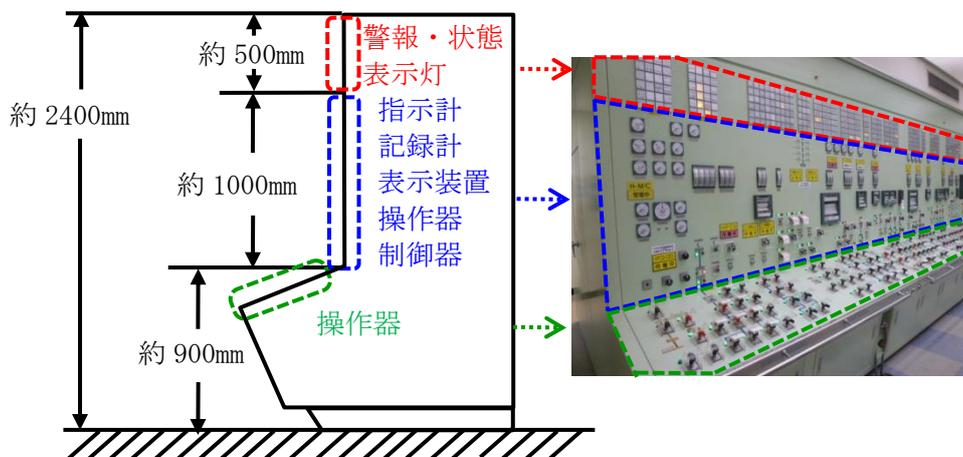 約 500mm
約 2400mm
約 1000mm
約 900mm
警報・状態
表示灯
指示計
記録計
表示装置
操作器
制御器
操作器
H-M/C